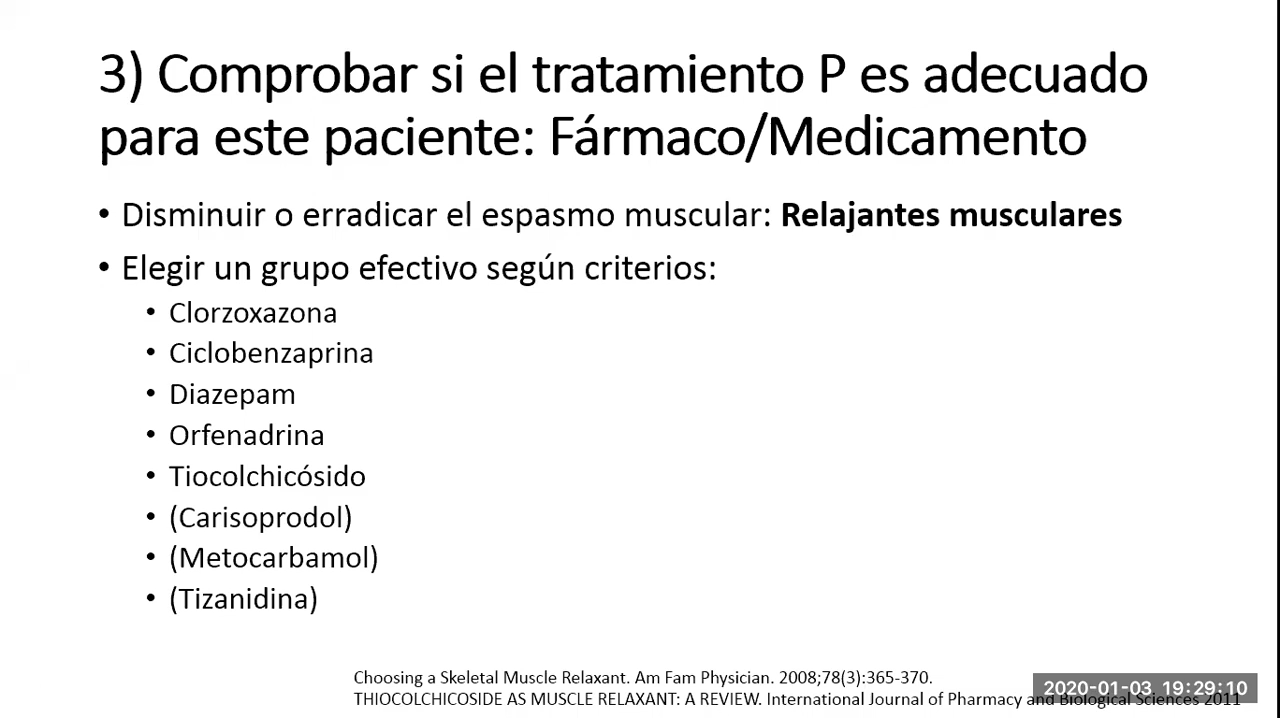 3) Comprobar si el tratamiento P es adecuado
para este paciente: Fármaco/Medicamento
• Disminuir o erradicar el espasmo muscular: Relajantes musculares
• Elegir un grupo efectivo según criterios:
• Clorzoxazona
• Ciclobenzaprina
• Diazepam
• Orfenadrina
• Tiocolchicósido
• (Carisoprodol)
• (Metocarbamol)
• (Tizanidina)
Choosing a Skeletal Muscle Relaxant. Am Fam Physician. 2008;78(3):365-370.
THIOCOLCHICOSIDE AS MUSCLE RELAXANT: A REVIEW. International Journal of Pharmacy and Biological Sciences 2011
2020-01-03 19:29:10